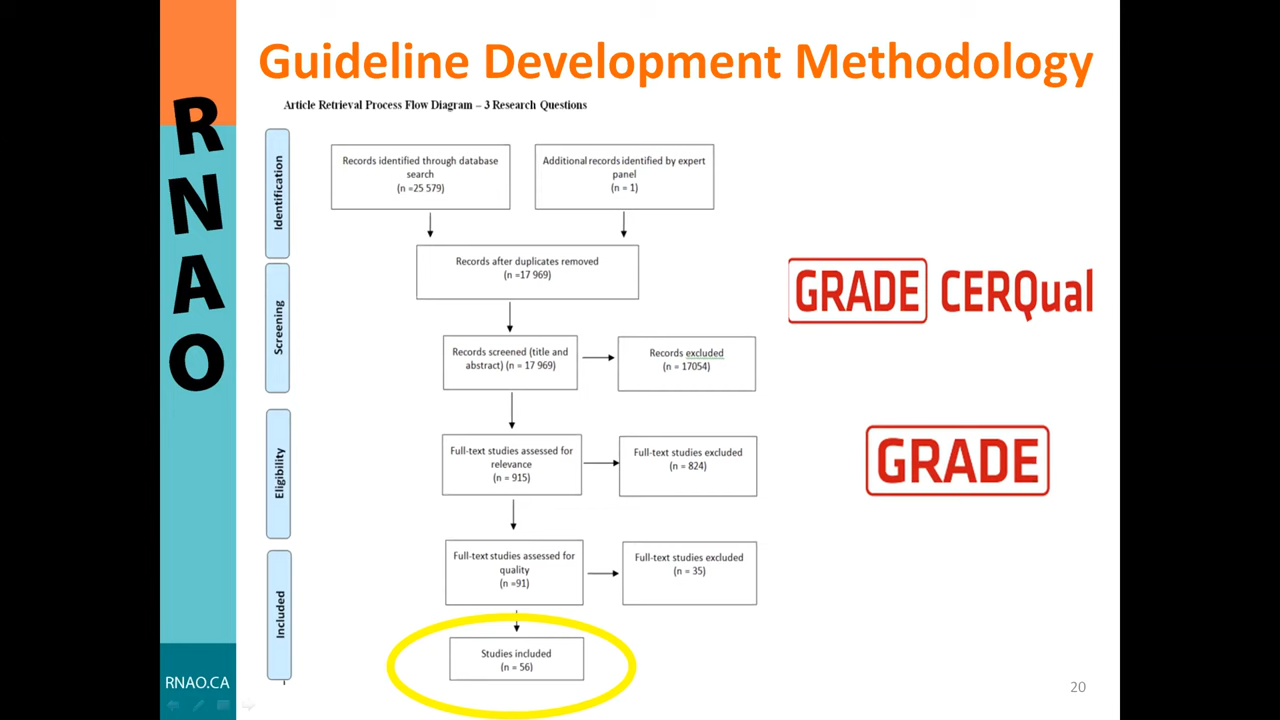 Guideline Development Methodology
RNAO
Article Retrieval Process Flow Diagram – 3 Research Questions
Identification
Records identified through database
search
(n =25 579)
Additional records identified by expert
panel
(n = 1)
Records after duplicates removed
(n =17 969)
Screening
Records screened (title and
abstract) (n = 17 969)
Records excluded
(n = 17054)
GRADE CERQual
Eligibility
Full-text studies assessed for
relevance
(n = 915)
Full-text studies excluded
(n = 824)
GRADE
Included
Full-text studies assessed for
quality
(n =91)
Full-text studies excluded
(n = 35)
Studies included
(n = 56)
RNAO.CA
20